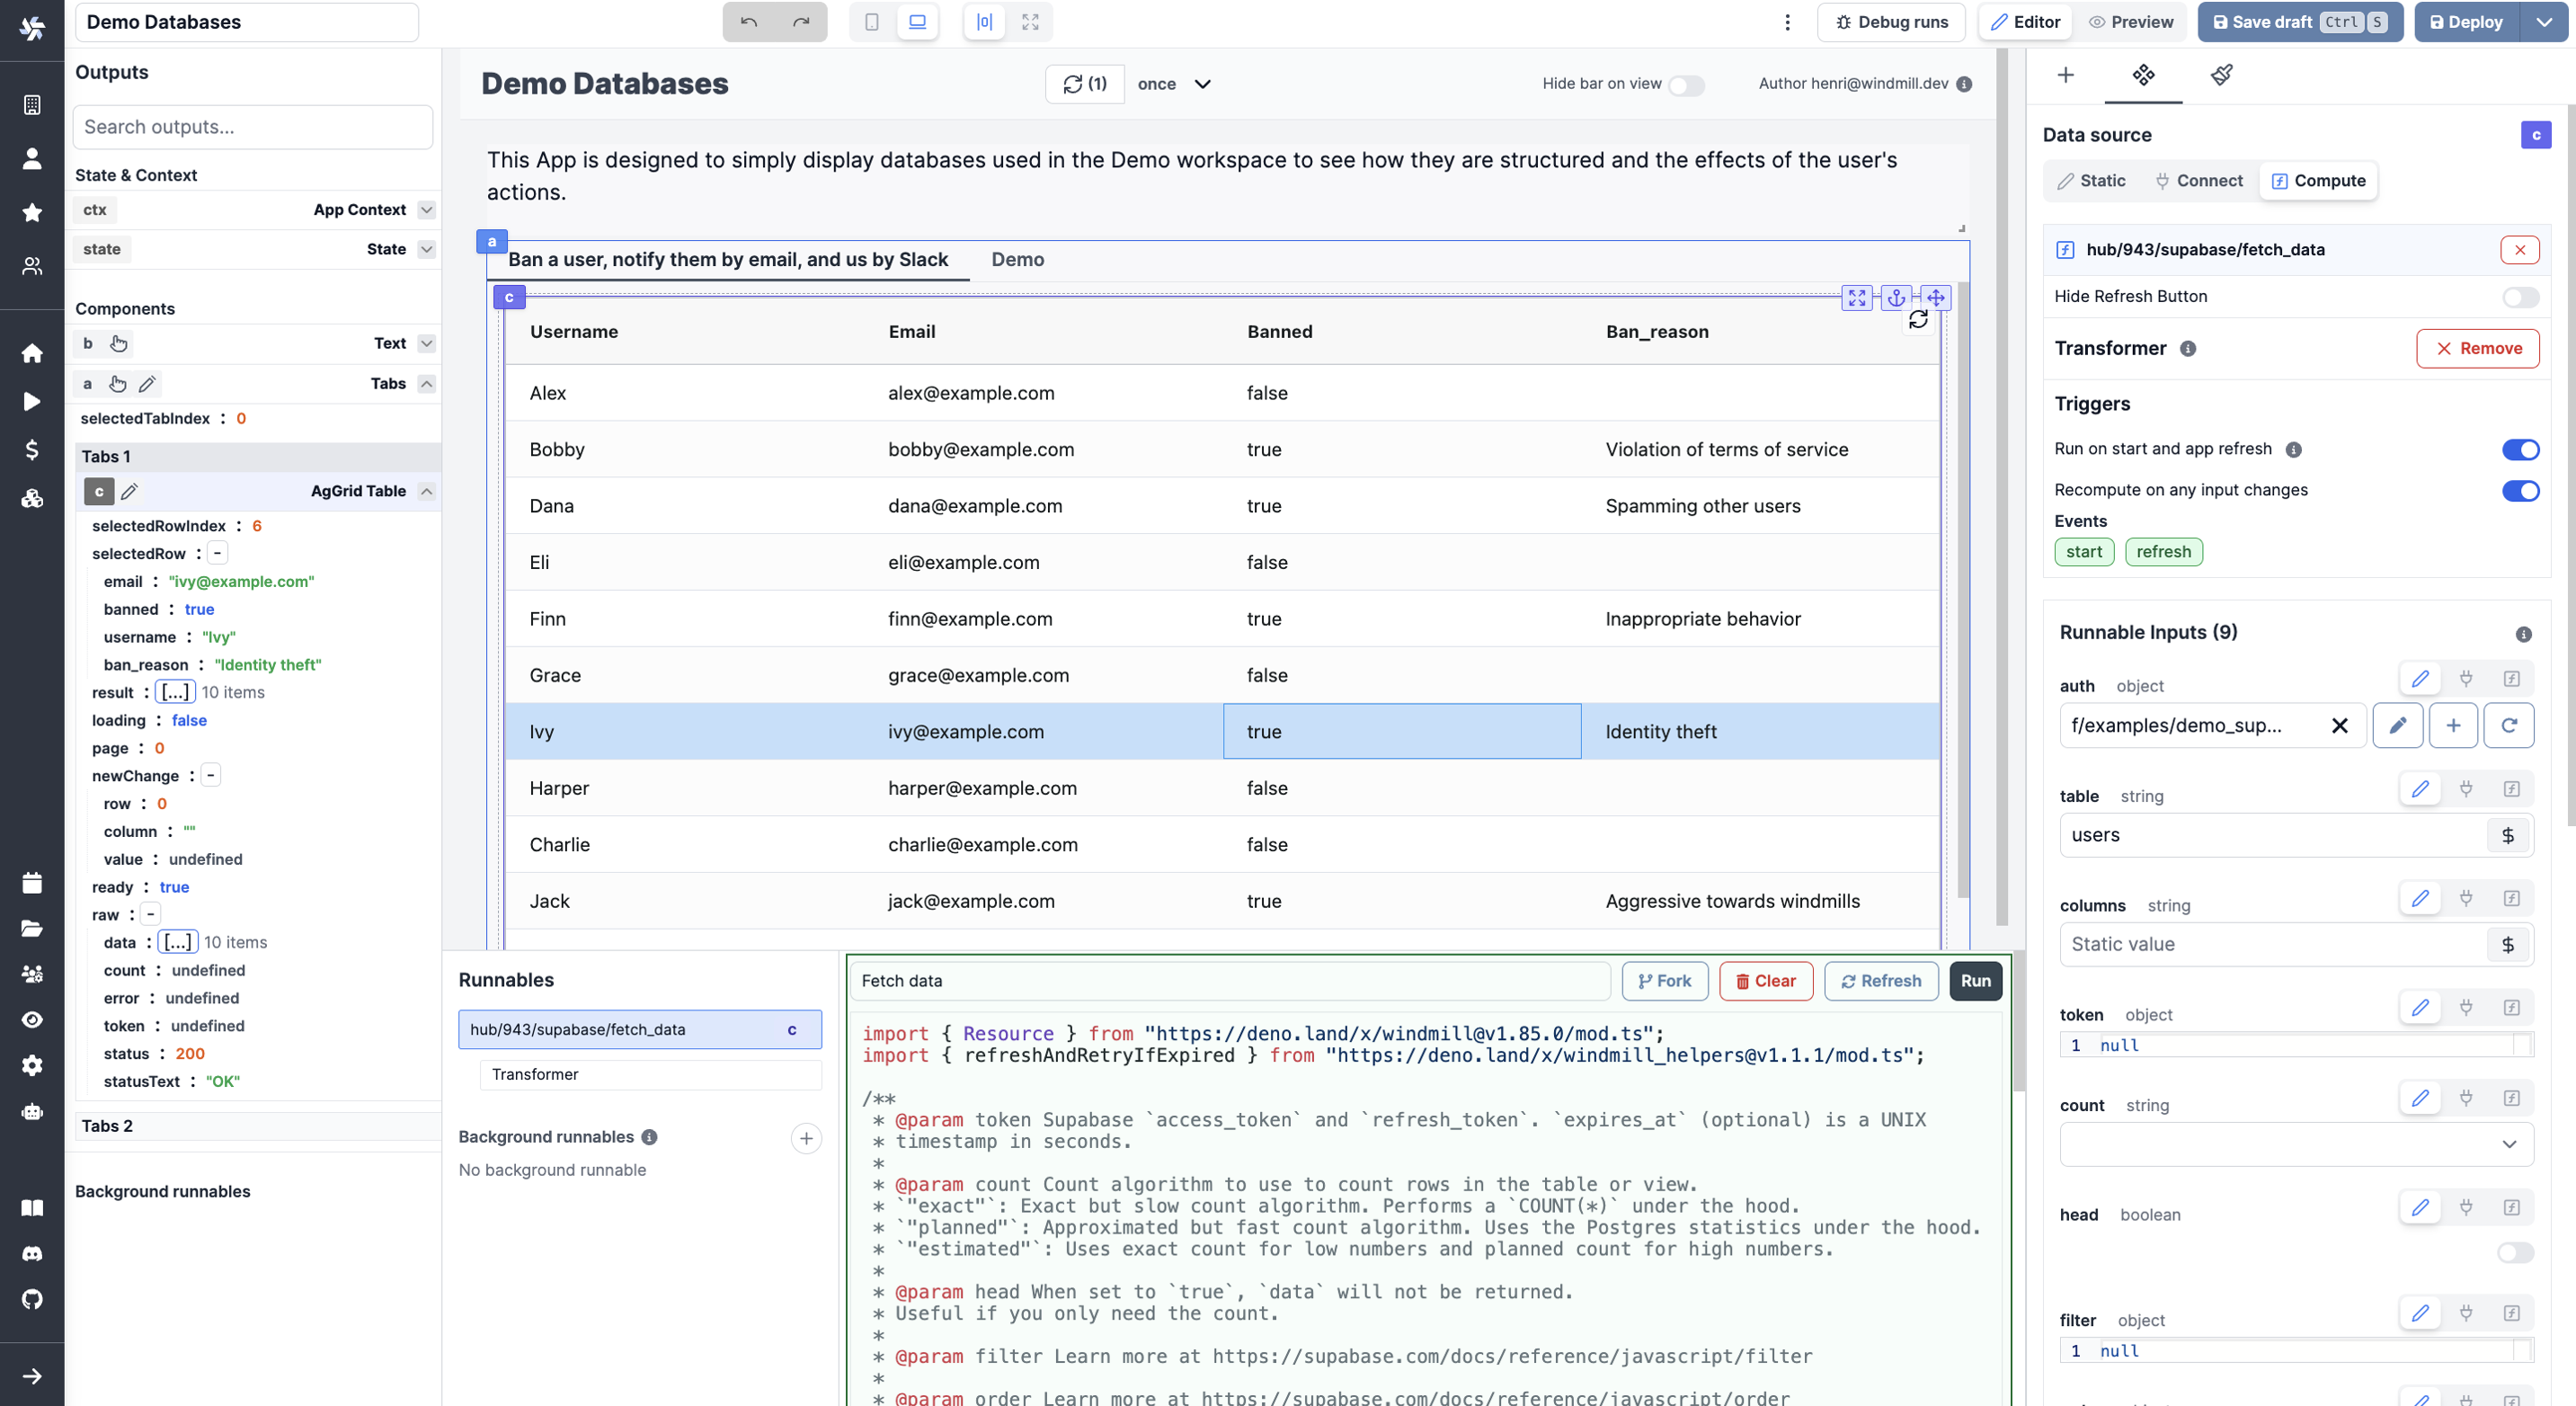 Demo Databases
Debug runs
Editor
Preview
Save draft Ctrl S
Deploy
Outputs
Search outputs...
State & Context
ctx App Context
state State
Components
b Text
a Tabs
selectedTabIndex : 0
Tabs 1
c AgGrid Table
selectedRowIndex : 6
selectedRow : -
email : "ivy@example.com"
banned : true
username : "Ivy"
ban_reason : "Identity theft"
result : [...] 10 items
loading : false
page : 0
newChange : -
row : 0
column : ""
value : undefined
ready : true
raw : -
data : [...] 10 items
count : undefined
error : undefined
token : undefined
status : 200
statusText : "OK"
Tabs 2
Background runnables
Demo Databases
(1) once
Hide bar on view
Author henri@windmill.dev
This App is designed to simply display databases used in the Demo workspace to see how they are structured and the effects of the user's
actions.
a
Ban a user, notify them by email, and us by Slack Demo
c
Username Email Banned Ban_reason
Alex alex@example.com false
Bobby bobby@example.com true Violation of terms of service
Dana dana@example.com true Spamming other users
Eli eli@example.com false
Finn finn@example.com true Inappropriate behavior
Grace grace@example.com false
Ivy ivy@example.com true Identity theft
Harper harper@example.com false
Charlie charlie@example.com false
Jack jack@example.com true Aggressive towards windmills
Runnables
hub/943/supabase/fetch_data c
Transformer
Background runnables
No background runnable
Fetch data
Fork
Clear
Refresh
Run
import { Resource } from "https://deno.land/x/windmill@v1.85.0/mod.ts";
import { refreshAndRetryIfExpired } from "https://deno.land/x/windmill_helpers@v1.1.1/mod.ts";
/**
* @param token Supabase `access_token` and `refresh_token`. `expires_at` (optional) is a UNIX
* timestamp in seconds.
*
* @param count Count algorithm to use to count rows in the table or view.
* `"exact"`: Exact but slow count algorithm. Performs a `COUNT(*)` under the hood.
* `"planned"`: Approximated but fast count algorithm. Uses the Postgres statistics under the hood.
* `"estimated"`: Uses exact count for low numbers and planned count for high numbers.
*
* @param head When set to `true`, `data` will not be returned.
* Useful if you only need the count.
*
* @param filter Learn more at https://supabase.com/docs/reference/javascript/filter
*
* @param order Learn more at https://supabase.com/docs/reference/javascript/order
Data source c
Static
Connect
Compute
hub/943/supabase/fetch_data
Hide Refresh Button
Transformer Remove
Triggers
Run on start and app refresh
Recompute on any input changes
Events
start refresh
Runnable Inputs (9)
auth object
f/examples/demo_sup...
table string
users $
columns string
Static value $
token object
1 null
count string
head boolean
filter object
1 null